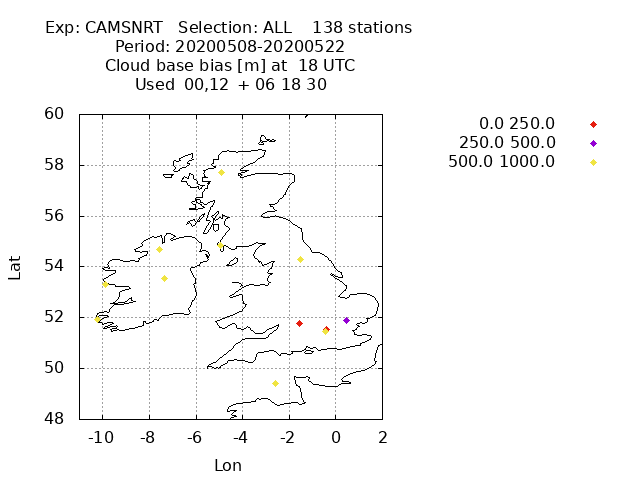 Exp: CAMSNRT   Selection: ALL    138 stations
Period: 20200508-20200522
Cloud base bias [m] at  18 UTC
Used  00,12  + 06 18 30
0.0 250.0
250.0 500.0
500.0 1000.0
60
58
56
54
52
50
48
Lat
-10 -8 -6 -4 -2 0 2
Lon